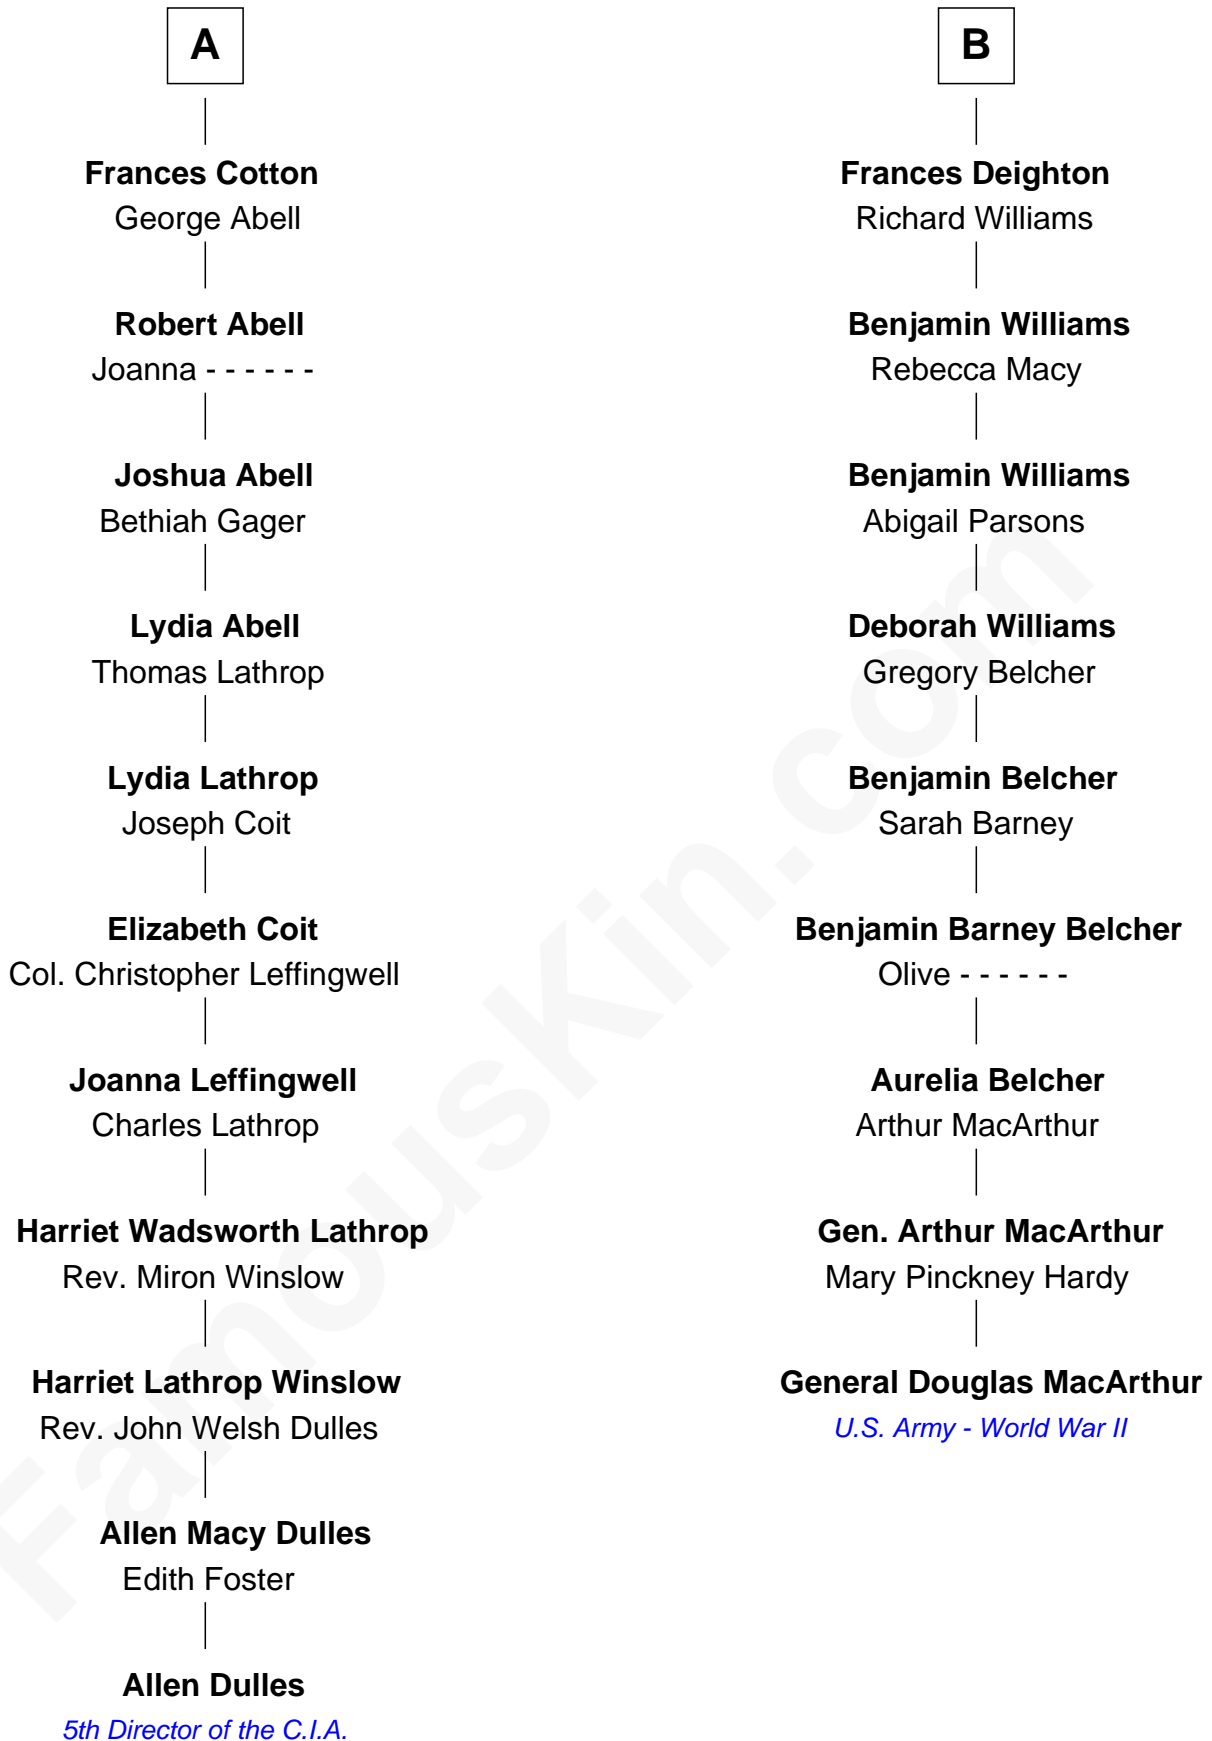 A
Frances Cotton
George Abell
Robert Abell
Joanna - - - - - -
Joshua Abell
Bethiah Gager
Lydia Abell
Thomas Lathrop
Lydia Lathrop
Joseph Coit
Elizabeth Coit
Col. Christopher Leffingwell
Joanna Leffingwell
Charles Lathrop
Harriet Wadsworth Lathrop
Rev. Miron Winslow
Harriet Lathrop Winslow
Rev. John Welsh Dulles
Allen Macy Dulles
Edith Foster
Allen Dulles
5th Director of the C.I.A.
B
Frances Deighton
Richard Williams
Benjamin Williams
Rebecca Macy
Benjamin Williams
Abigail Parsons
Deborah Williams
Gregory Belcher
Benjamin Belcher
Sarah Barney
Benjamin Barney Belcher
Olive - - - - - -
Aurelia Belcher
Arthur MacArthur
Gen. Arthur MacArthur
Mary Pinckney Hardy
General Douglas MacArthur
U.S. Army - World War II
FamousKin.com